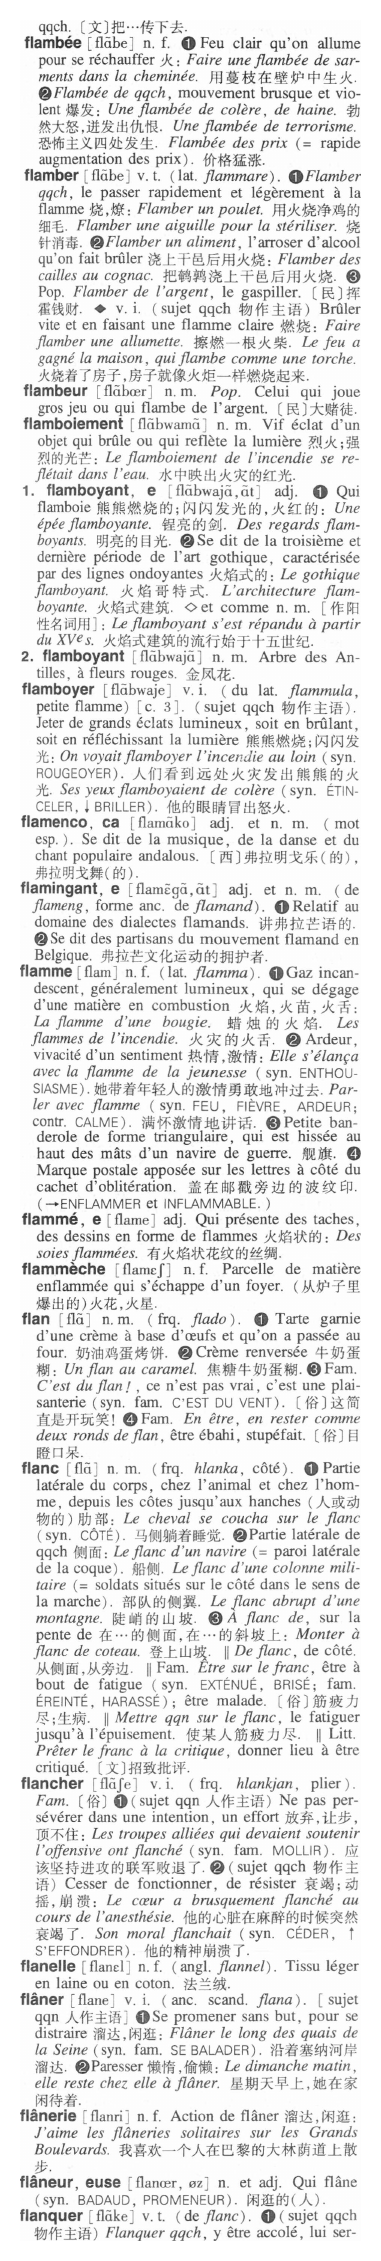 qqch. 〔文〕把…传下去.
flambée [flɑ̃be] n. f. ❶ Feu clair qu'on allume
pour se réchauffer 火: Faire une flambée de sar-
ments dans la cheminée. 用蔓枝在壁炉中生火.
❷ Flambée de qqch, mouvement brusque et vio-
lent 爆发: Une flambée de colère, de haine. 勃
然大怒,迸发出仇恨. Une flambée de terrorisme.
恐怖主义四处发生. Flambée des prix (= rapide
augmentation des prix). 价格猛涨.
flamber [flɑ̃be] v. t. (lat. flammare). ❶ Flamber
qqch, le passer rapidement et légèrement à la
flamme 烧,燎: Flamber un poulet. 用火烧净鸡的
细毛. Flamber une aiguille pour la stériliser. 烧
针消毒. ❷ Flamber un aliment, l'arroser d'alcool
qu'on fait brûler 浇上干邑后用火烧: Flamber des
cailles au cognac. 把鹌鹑浇上干邑后用火烧. ❸
Pop. Flamber de l'argent, le gaspiller. 〔民〕挥
霍钱财. ◆ v. i. (sujet qqch 物作主语) Brûler
vite et en faisant une flamme claire 燃烧: Faire
flamber une allumette. 擦燃一根火柴. Le feu a
gagné la maison, qui flambe comme une torche.
火烧着了房子,房子就像火炬一样燃烧起来.
flambeur [flɑ̃bœr] n. m. Pop. Celui qui joue
gros jeu ou qui flambe de l'argent. 〔民〕大赌徒.
flamboiement [flɑ̃bwamɑ̃] n. m. Vif éclat d'un
objet qui brûle ou qui reflète la lumière 烈火;强
烈的光芒: Le flamboiement de l'incendie se re-
flétait dans l'eau. 水中映出火灾的红光.
1. flamboyant, e [flɑ̃bwajɑ̃,ɑ̃t] adj. ❶ Qui
flamboie 熊熊燃烧的;闪闪发光的,火红的: Une
épée flamboyante. 锃亮的剑. Des regards flam-
boyants. 明亮的目光. ❷ Se dit de la troisième et
dernière période de l'art gothique, caractérisée
par des lignes ondoyantes 火焰式的: Le gothique
flamboyant. 火焰哥特式. L'architecture flam-
boyante. 火焰式建筑. ◇ et comme n. m. [作阳
性名词用]: Le flamboyant s'est répandu à partir
du XVe s. 火焰式建筑的流行始于十五世纪.
2. flamboyant [flɑ̃bwajɑ̃] n. m. Arbre des An-
tilles, à fleurs rouges. 金凤花.
flamboyer [flɑ̃bwaje] v. i. (du lat. flammula,
petite flamme) [c. 3]. (sujet qqch 物作主语).
Jeter de grands éclats lumineux, soit en brûlant,
soit en réfléchissant la lumière 熊熊燃烧;闪闪发
光: On voyait flamboyer l'incendie au loin (syn.
ROUGEOYER). 人们看到远处火灾发出熊熊的火
光. Ses yeux flamboyaient de colère (syn. ÉTIN-
CELER, ↓ BRILLER). 他的眼睛冒出怒火.
flamenco, ca [flamɛnko] adj. et n. m. (mot
esp.). Se dit de la musique, de la danse et du
chant populaire andalous. 〔西〕弗拉明戈乐(的),
弗拉明戈舞(的).
flamingant, e [flamɛ̃gɑ̃,ɑ̃t] adj. et n. m. (de
flameng, forme anc. de flamand). ❶ Relatif au
domaine des dialectes flamands. 讲弗拉芒语的.
❷ Se dit des partisans du mouvement flamand en
Belgique. 弗拉芒文化运动的拥护者.
flamme [flam] n. f. (lat. flamma). ❶ Gaz incan-
descent, généralement lumineux, qui se dégage
d'une matière en combustion 火焰,火苗,火舌:
La flamme d'une bougie. 蜡烛的火焰. Les
flammes de l'incendie. 火灾的火舌. ❷ Ardeur,
vivacité d'un sentiment 热情,激情: Elle s'élança
avec la flamme de la jeunesse (syn. ENTHOU-
SIASME). 她带着年轻人的激情勇敢地冲过去. Par-
ler avec flamme (syn. FEU, FIÈVRE, ARDEUR;
contr. CALME). 满怀激情地讲话. ❸ Petite ban-
derole de forme triangulaire, qui est hissée au
haut des mâts d'un navire de guerre. 舰旗. ❹
Marque postale apposée sur les lettres à côté du
cachet d'oblitération. 盖在邮戳旁边的波纹印.
(→ENFLAMMER et INFLAMMABLE.)
flammé, e [flame] adj. Qui présente des taches,
des dessins en forme de flammes 火焰状的: Des
soies flammées. 有火焰状花纹的丝绸.
flammèche [flamɛʃ] n. f. Parcelle de matière
enflammée qui s'échappe d'un foyer. (从炉子里
爆出的)火花,火星.
flan [flɑ̃] n. m. (frq. flado). ❶ Tarte garnie
d'une crème à base d'œufs et qu'on a passée au
four. 奶油鸡蛋烤饼. ❷ Crème renversée 牛奶蛋
糊: Un flan au caramel. 焦糖牛奶蛋糊. ❸ Fam.
C'est du flan!, ce n'est pas vrai, c'est une plai-
santerie (syn. fam. C'EST DU VENT). 〔俗〕这简
直是开玩笑! ❹ Fam. En être, en rester comme
deux ronds de flan, être ébahi, stupéfait. 〔俗〕目
瞪口呆.
flanc [flɑ̃] n. m. (frq. hlanka, côté). ❶ Partie
latérale du corps, chez l'animal et chez l'hom-
me, depuis les côtes jusqu'aux hanches (人或动
物的)肋部: Le cheval se coucha sur le flanc
(syn. CÔTÉ). 马侧躺着睡觉. ❷ Partie latérale de
qqch 侧面: Le flanc d'un navire (= paroi latérale
de la coque). 船侧. Le flanc d'une colonne mili-
taire (= soldats situés sur le côté dans le sens de
la marche). 部队的侧翼. Le flanc abrupt d'une
montagne. 陡峭的山坡. ❸ À flanc de, sur la
pente de 在…的侧面,在…的斜坡上: Monter à
flanc de coteau. 登上山坡. ‖ De flanc, de côté.
从侧面,从旁边. ‖ Fam. Être sur le franc, être à
bout de fatigue (syn. EXTÉNUÉ, BRISÉ; fam.
ÉREINTÉ, HARASSÉ); être malade. 〔俗〕筋疲力
尽;生病. ‖ Mettre qqn sur le flanc, le fatiguer
jusqu'à l'épuisement. 使某人筋疲力尽. ‖ Litt.
Prêter le franc à la critique, donner lieu à être
critiqué. 〔文〕招致批评.
flancher [flɑ̃ʃe] v. i. (frq. hlankjan, plier).
Fam. 〔俗〕 ❶ (sujet qqn 人作主语) Ne pas per-
sévérer dans une intention, un effort 放弃,让步,
顶不住: Les troupes alliées qui devaient soutenir
l'offensive ont flanché (syn. fam. MOLLIR). 应
该坚持进攻的联军败退了. ❷ (sujet qqch 物作主
语) Cesser de fonctionner, de résister 衰竭;动
摇,崩溃: Le cœur a brusquement flanché au
cours de l'anesthésie. 他的心脏在麻醉的时候突然
衰竭了. Son moral flanchait (syn. CÉDER, ↑
S'EFFONDRER). 他的精神崩溃了.
flanelle [flanɛl] n. f. (angl. flannel). Tissu léger
en laine ou en coton. 法兰绒.
flâner [flane] v. i. (anc. scand. flana). [sujet
qqn 人作主语] ❶ Se promener sans but, pour se
distraire 溜达,闲逛: Flâner le long des quais de
la Seine (syn. fam. SE BALADER). 沿着塞纳河岸
溜达. ❷ Paresser 懒惰,偷懒: Le dimanche matin,
elle reste chez elle à flâner. 星期天早上,她在家
闲待着.
flânerie [flanri] n. f. Action de flâner 溜达,闲逛:
J'aime les flâneries solitaires sur les Grands
Boulevards. 我喜欢一个人在巴黎的大林荫道上散
步.
flâneur, euse [flanœr, øz] n. et adj. Qui flâne
(syn. BADAUD, PROMENEUR). 闲逛的(人).
flanquer [flɑ̃ke] v. t. (de flanc). ❶ (sujet qqch
物作主语) Flanquer qqch, y être accolé, lui ser-